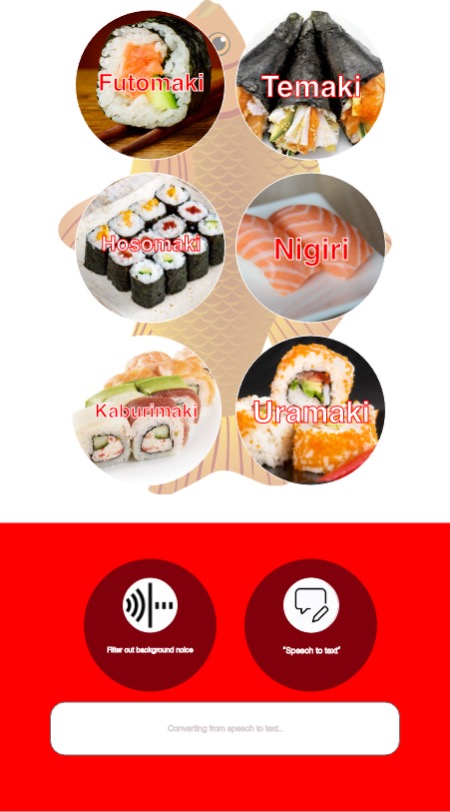 Futomaki
Temaki
Hosomaki
Nigiri
Kaburimaki
Uramaki
Filter out background noice
"Speech to text"
Converting from speech to text...